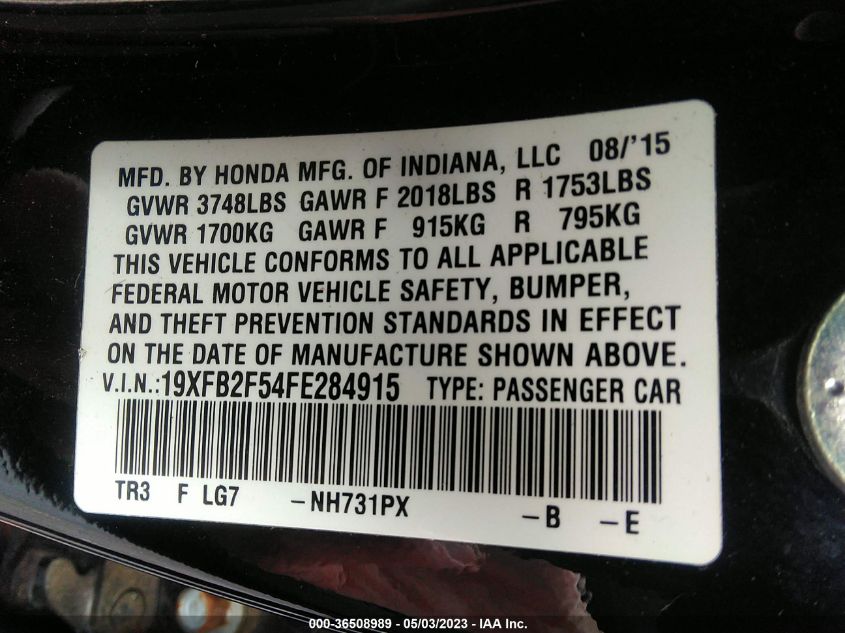 MFD. BY HONDA MFG. OF INDIANA, LLC 08/'15
GVWR 3748LBS GAWR F 2018LBS R 1753LBS
GVWR 1700KG GAWR F 915KG R 795KG
THIS VEHICLE CONFORMS TO ALL APPLICABLE
FEDERAL MOTOR VEHICLE SAFETY, BUMPER,
AND THEFT PREVENTION STANDARDS IN EFFECT
ON THE DATE OF MANUFACTURE SHOWN ABOVE.
V.I.N.:19XFB2F54FE284915 TYPE: PASSENGER CAR
TR3 F LG7 –NH731PX –B –E
000-36508989 — 05/03/2023 - IAA Inc.